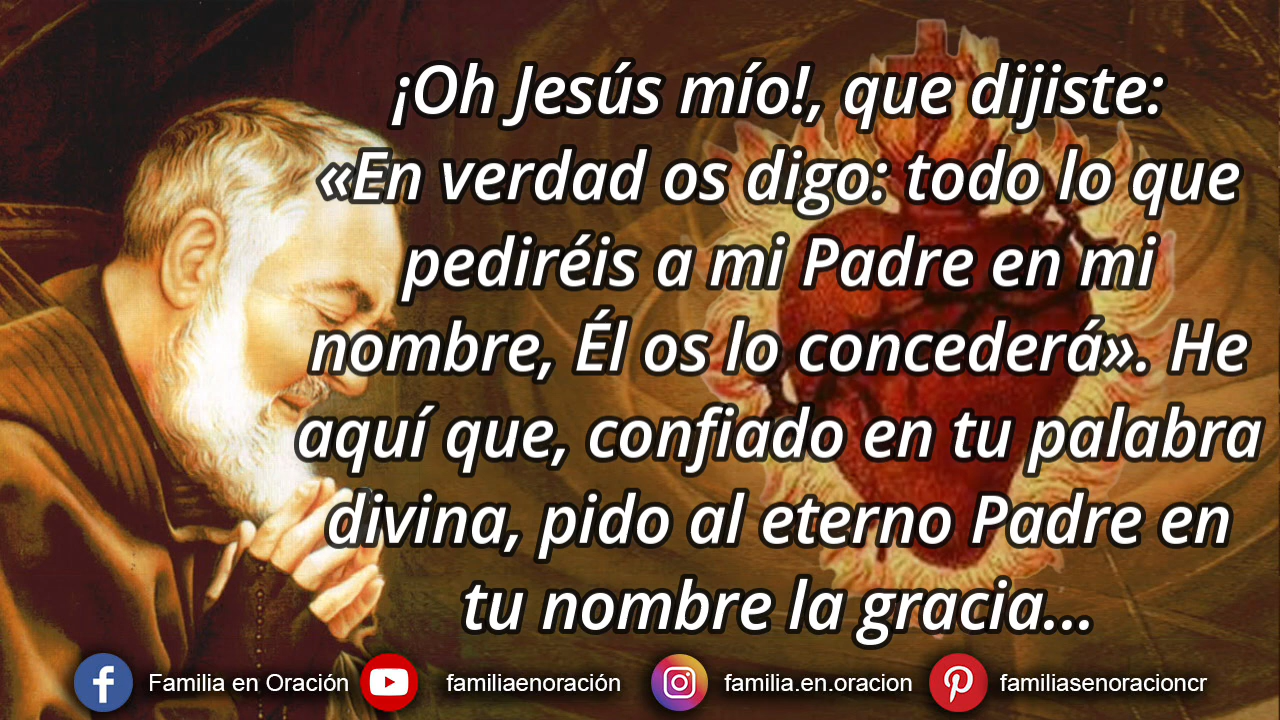 ¡Oh Jesús mío!, que dijiste:
«En verdad os digo: todo lo que
pediréis a mi Padre en mi
nombre, Él os lo concederá». He
aquí que, confiado en tu palabra
divina, pido al eterno Padre en
tu nombre la gracia...
Familia en Oración familiaenoración familia.en.oracion familiasenoracioncr